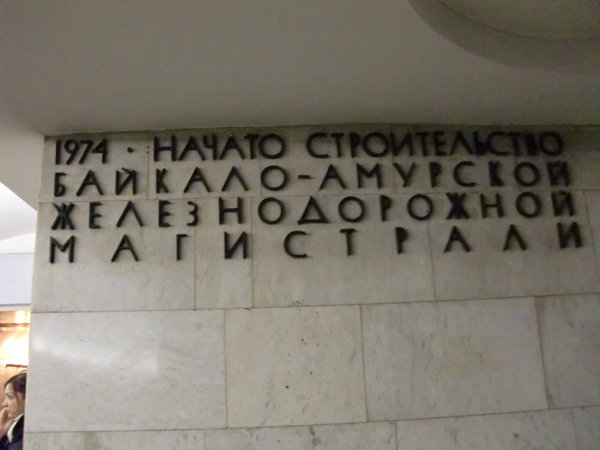 1974 · НАЧАТО СТРОИТЕЛЬСТВО
БАЙКАЛО-АМУРСКОЙ
ЖЕЛЕЗНОДОРОЖНОЙ
МАГИСТРАЛИ